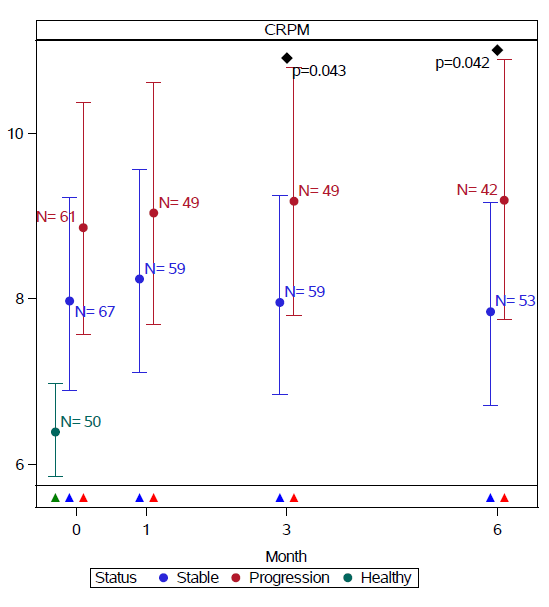 CRPM
p=0.043
p=0.042
10
8
6
N= 61
N= 67
N= 50
N= 49
N= 59
N= 49
N= 59
N= 42
N= 53
0 1 3 6
Month
Status Stable Progression Healthy